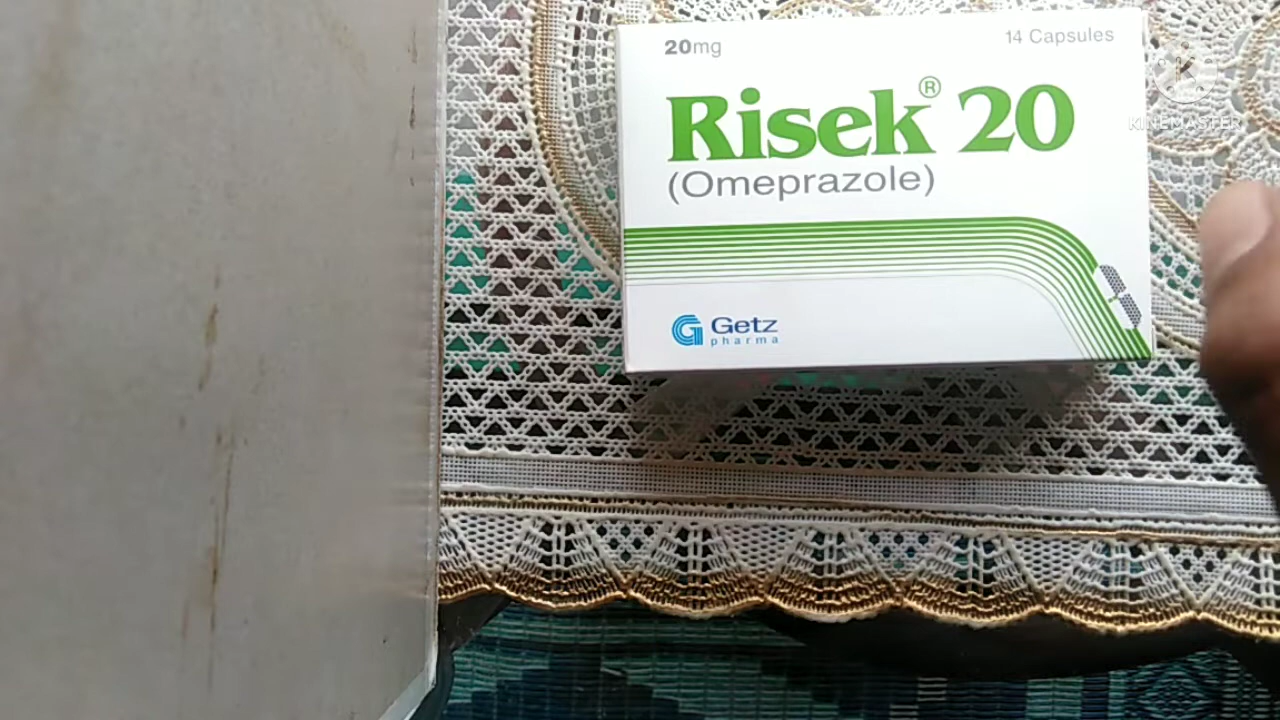 20mg
14 Capsules
Risek® 20
(Omeprazole)
Getz
pharma
K
KINEMASTER